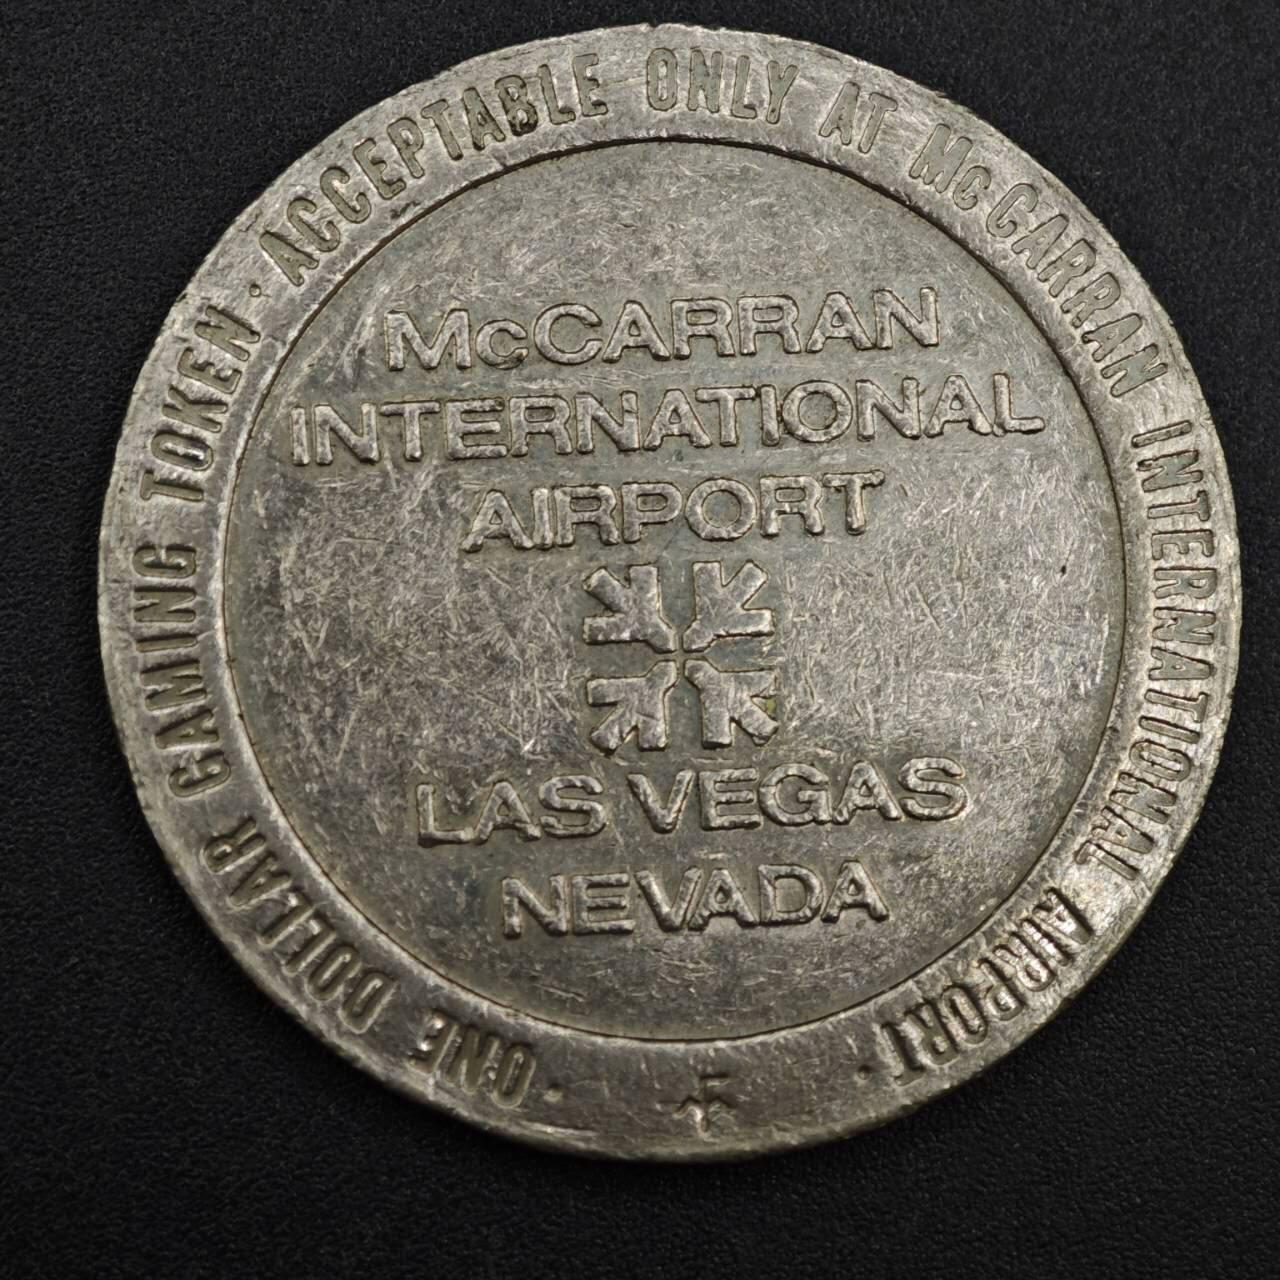 · ONE DOLLAR GAMING TOKEN · ACCEPTABLE ONLY AT McCARRAN INTERNATIONAL AIRPORT ·
McCARRAN
INTERNATIONAL
AIRPORT
LAS VEGAS
NEVADA